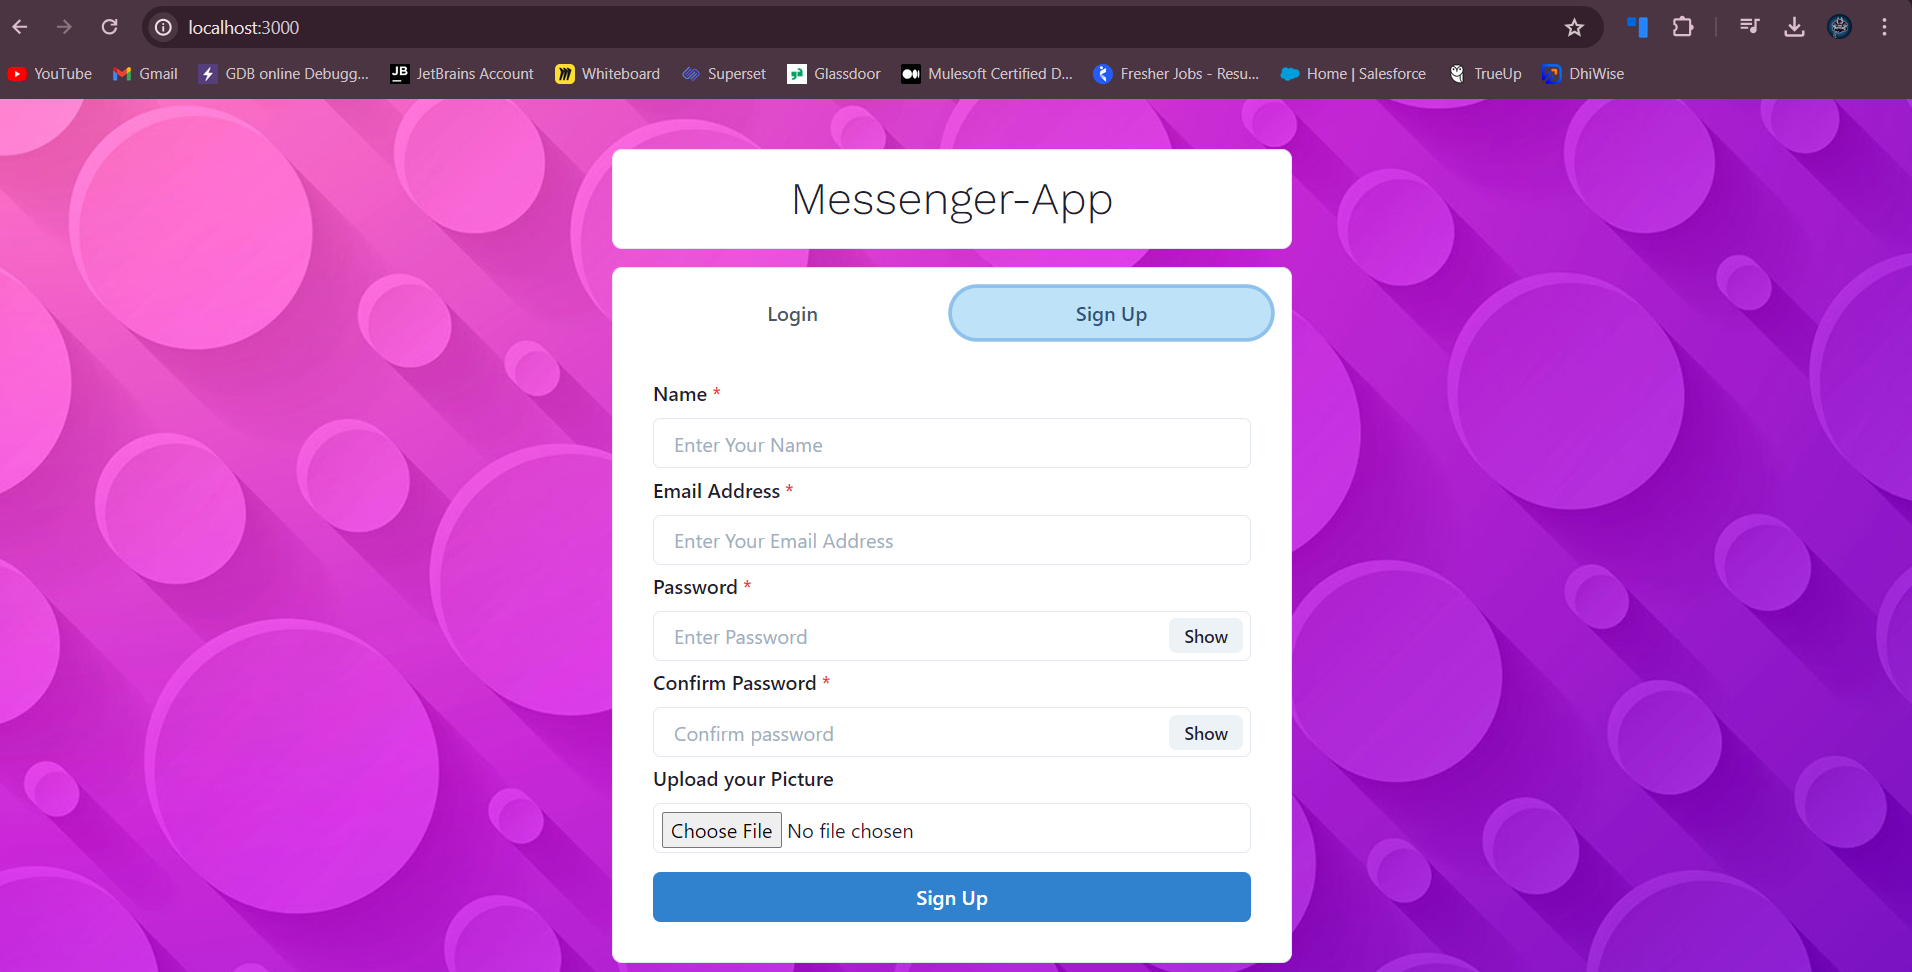 localhost:3000
YouTube Gmail GDB online Debugg... JetBrains Account Whiteboard Superset Glassdoor Mulesoft Certified D... Fresher Jobs - Resu... Home | Salesforce TrueUp DhiWise
Messenger-App
Login Sign Up
Name *
Enter Your Name
Email Address *
Enter Your Email Address
Password *
Enter Password Show
Confirm Password *
Confirm password Show
Upload your Picture
Choose File No file chosen
Sign Up